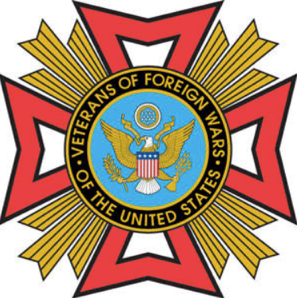 VETERANS OF FOREIGN WARS
OF THE UNITED STATES